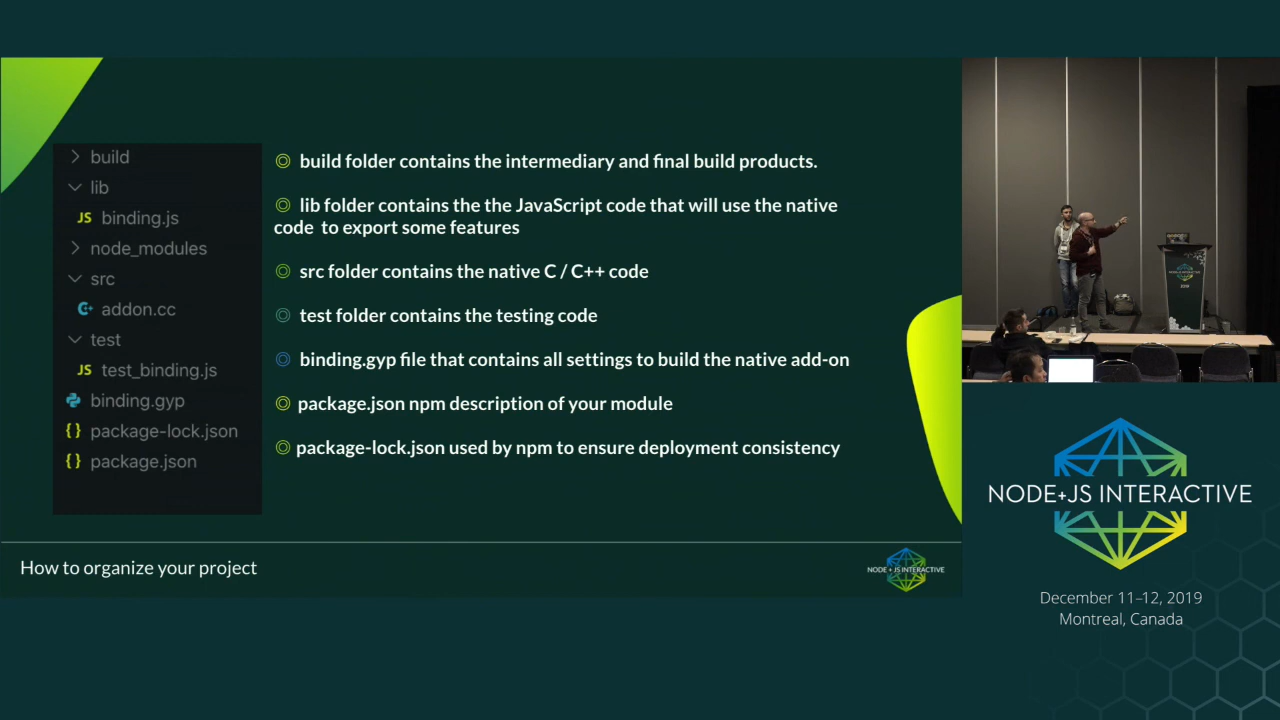 build
lib
JS binding.js
node_modules
src
C+ addon.cc
test
JS test_binding.js
binding.gyp
{} package-lock.json
{} package.json
build folder contains the intermediary and final build products.
lib folder contains the the JavaScript code that will use the native
code to export some features
src folder contains the native C / C++ code
test folder contains the testing code
binding.gyp file that contains all settings to build the native add-on
package.json npm description of your module
package-lock.json used by npm to ensure deployment consistency
How to organize your project
NODE + JS INTERACTIVE
NODE+JS INTERACTIVE
December 11–12, 2019
Montreal, Canada